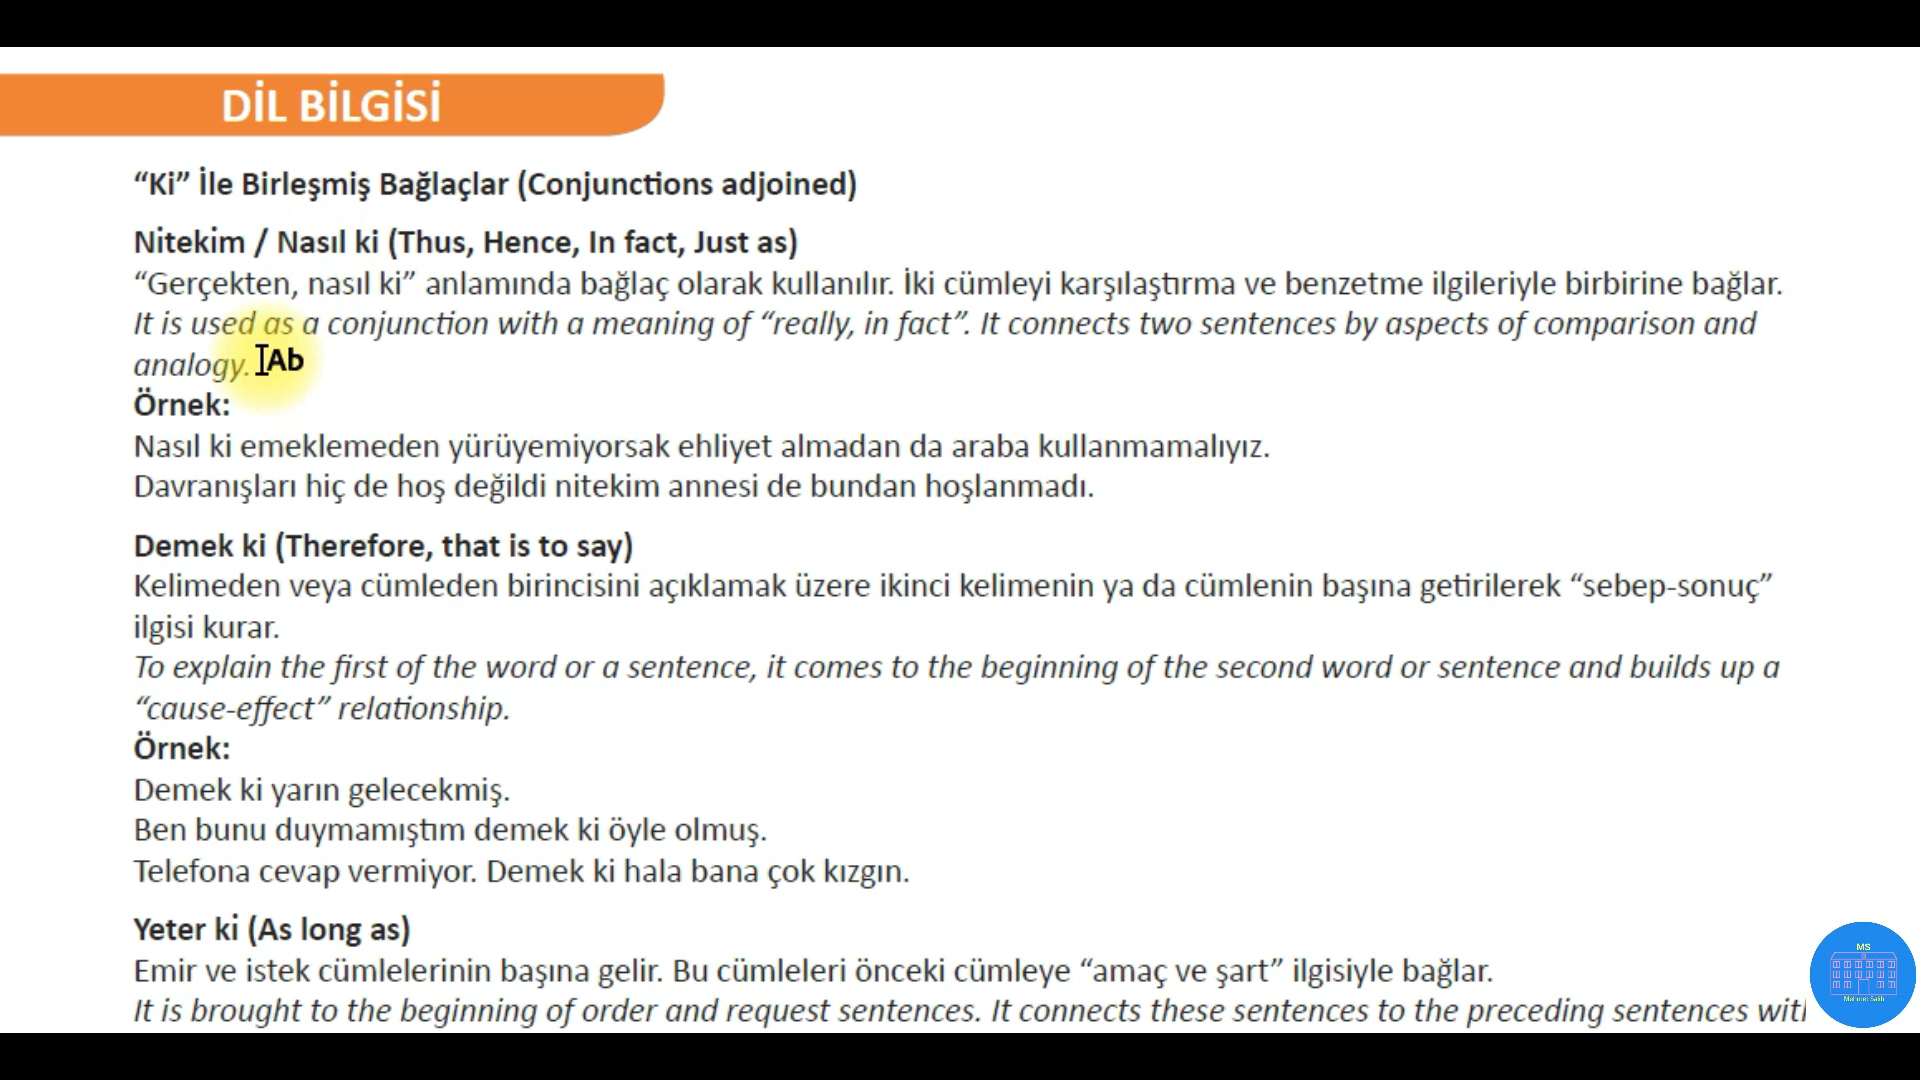 DİL BİLGİSİ
“Ki” İle Birleşmiş Bağlaçlar (Conjunctions adjoined)
Nitekim / Nasıl ki (Thus, Hence, In fact, Just as)
“Gerçekten, nasıl ki” anlamında bağlaç olarak kullanılır. İki cümleyi karşılaştırma ve benzetme ilgileriyle birbirine bağlar.
It is used as a conjunction with a meaning of “really, in fact”. It connects two sentences by aspects of comparison and
analogy. Ab
Örnek:
Nasıl ki emeklemeden yürüyemiyorsak ehliyet almadan da araba kullanmamalıyız.
Davranışları hiç de hoş değildi nitekim annesi de bundan hoşlanmadı.
Demek ki (Therefore, that is to say)
Kelimeden veya cümleden birincisini açıklamak üzere ikinci kelimenin ya da cümlenin başına getirilerek “sebep-sonuç”
ilgisi kurar.
To explain the first of the word or a sentence, it comes to the beginning of the second word or sentence and builds up a
“cause-effect” relationship.
Örnek:
Demek ki yarın gelecekmiş.
Ben bunu duymamıştım demek ki öyle olmuş.
Telefona cevap vermiyor. Demek ki hala bana çok kızgın.
Yeter ki (As long as)
Emir ve istek cümlelerinin başına gelir. Bu cümleleri önceki cümleye “amaç ve şart” ilgisiyle bağlar.
It is brought to the beginning of order and request sentences. It connects these sentences to the preceding sentences with
MS
Mehmet Salih